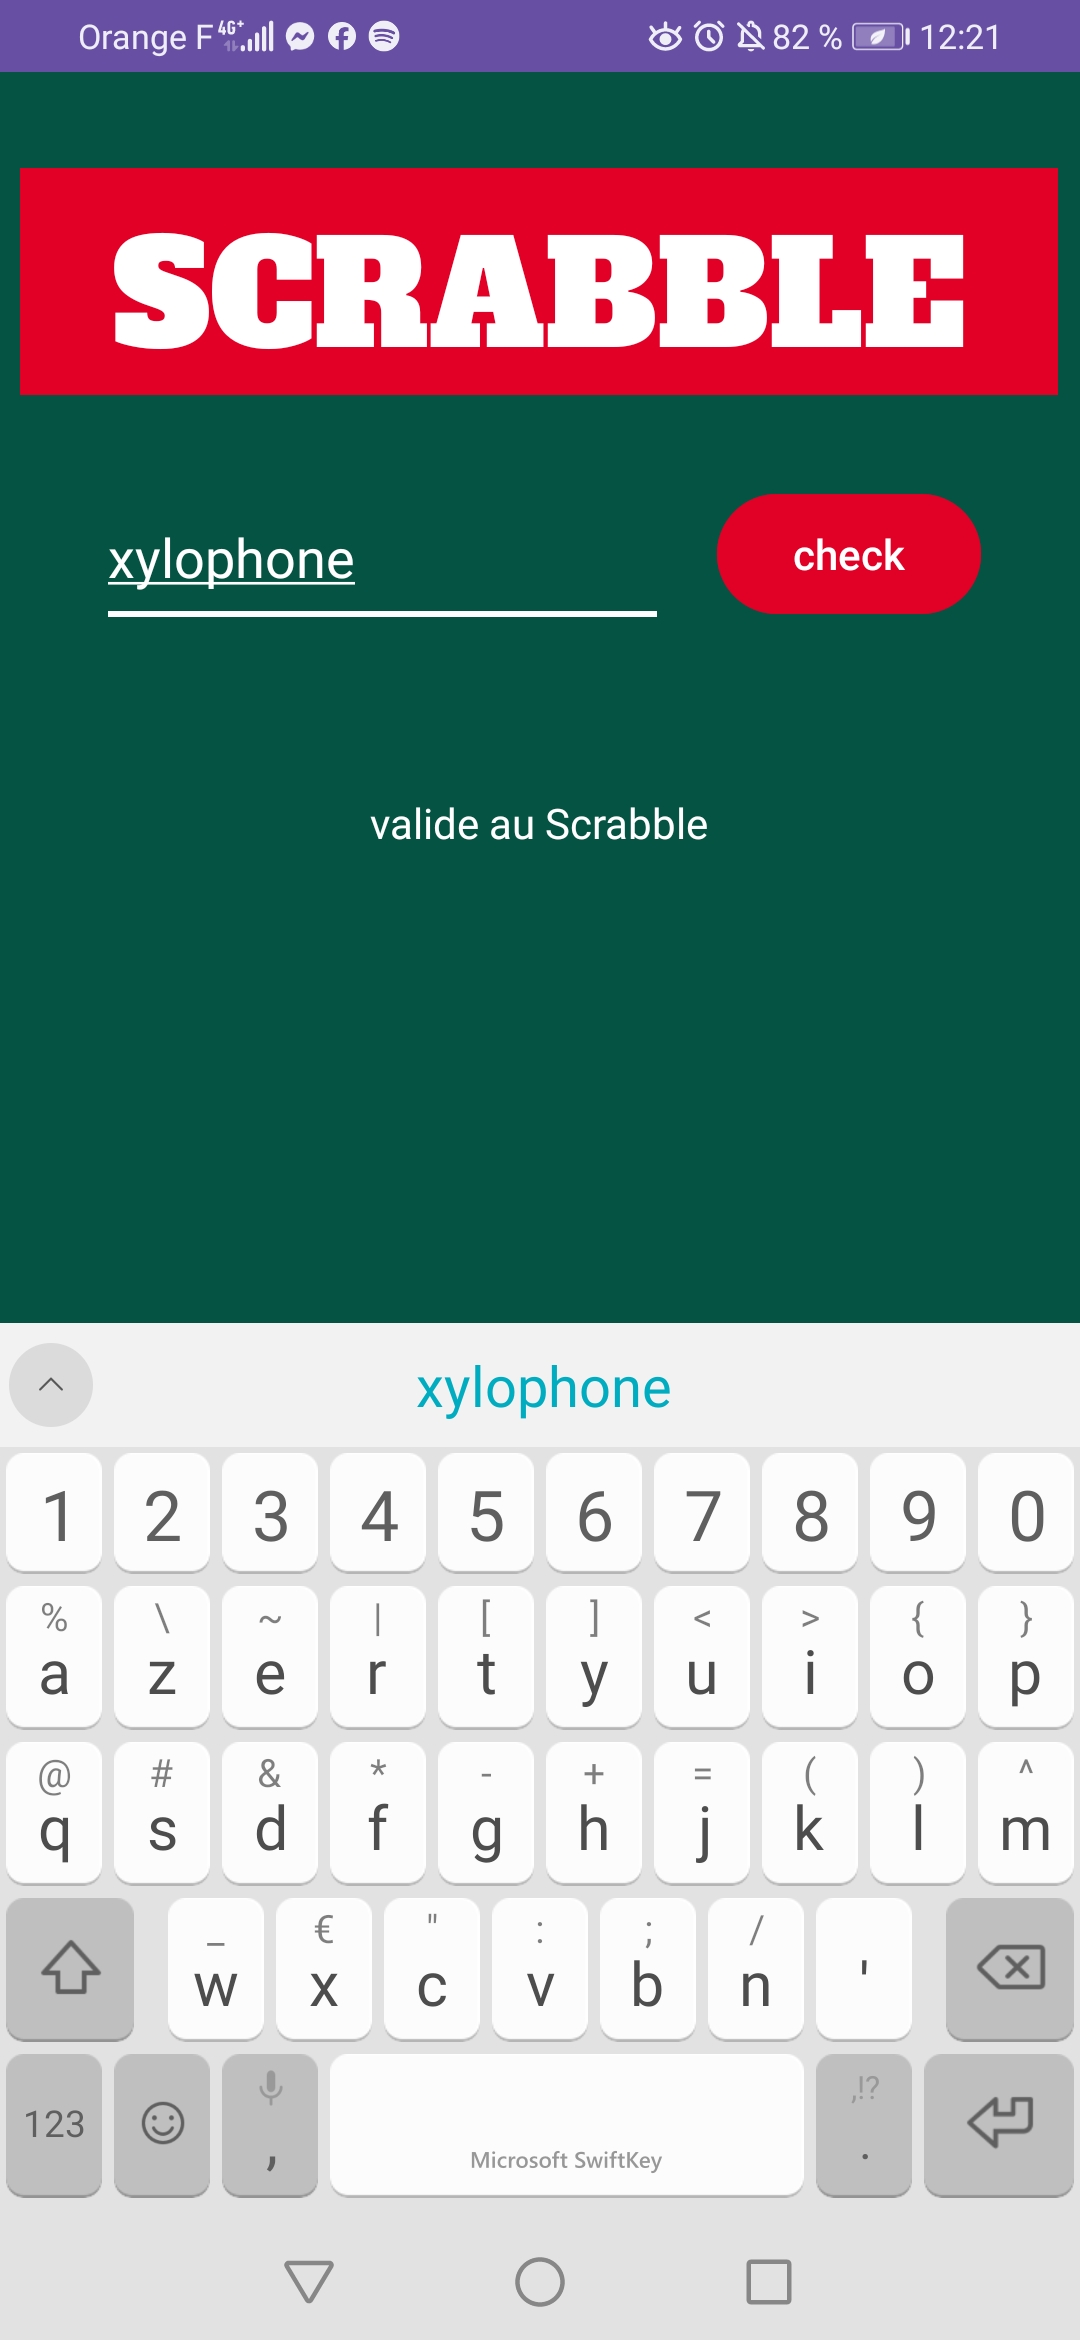 Orange F 4G+ 82 % 12:21
SCRABBLE
xylophone
check
valide au Scrabble
xylophone
1 2 3 4 5 6 7 8 9 0
% \ ~ | [ ] < > { }
a z e r t y u i o p
@ # & * - + = ( ) ^
q s d f g h j k l m
_ € " : ; /
w x c v b n '
,!?
123 , Microsoft SwiftKey .